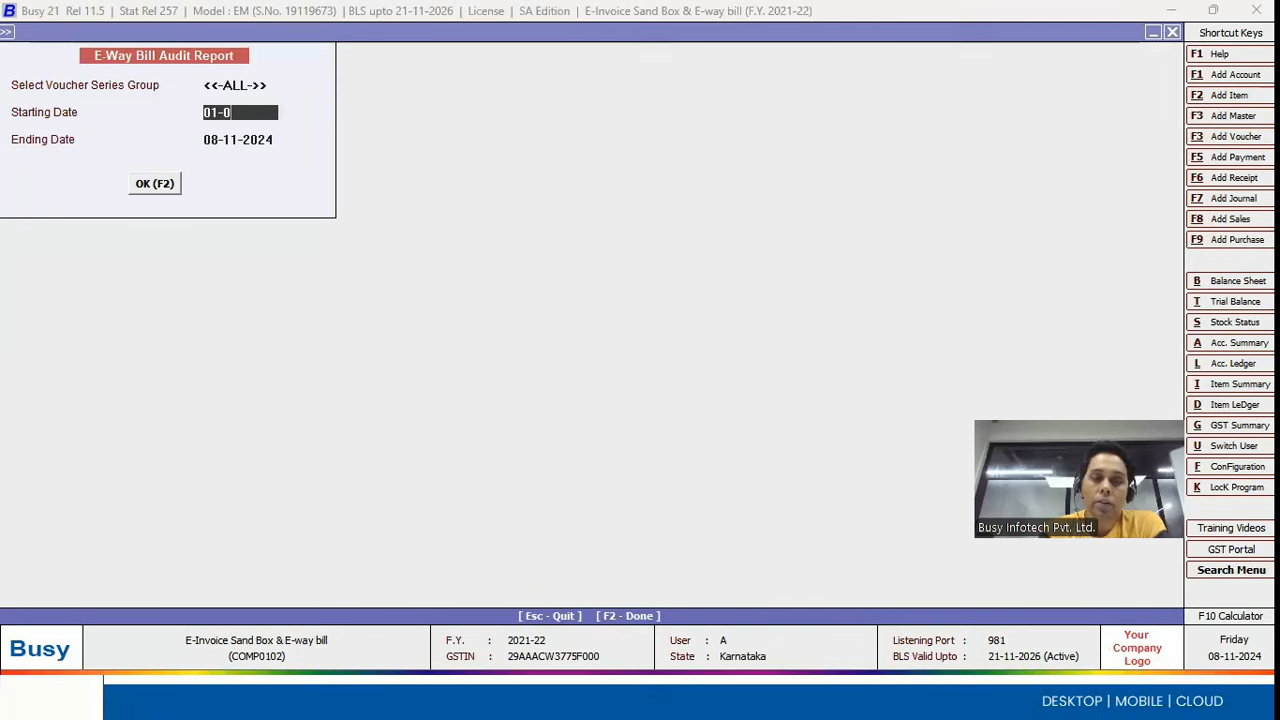 B Busy 21 Rel 11.5 | Stat Rel 257 | Model : EM (S.No. 19119673) | BLS upto 21-11-2026 | License | SA Edition | E-Invoice Sand Box & E-way bill (F.Y. 2021-22)
>>
Shortcut Keys
E-Way Bill Audit Report
Select Voucher Series Group <<-ALL->>
Starting Date 01-0
Ending Date 08-11-2024
OK (F2)
F1 Help
F1 Add Account
F2 Add Item
F3 Add Master
F3 Add Voucher
F5 Add Payment
F6 Add Receipt
F7 Add Journal
F8 Add Sales
F9 Add Purchase
B Balance Sheet
T Trial Balance
S Stock Status
A Acc. Summary
L Acc. Ledger
I Item Summary
D Item LeDger
G GST Summary
U Switch User
F ConFiguration
K LocK Program
Training Videos
GST Portal
Search Menu
Busy Infotech Pvt. Ltd.
[ Esc - Quit ] [ F2 - Done ]
F10 Calculator
Busy
E-Invoice Sand Box & E-way bill
(COMP0102)
F.Y. : 2021-22
GSTIN : 29AAACW3775F000
User : A
State : Karnataka
Listening Port : 981
BLS Valid Upto : 21-11-2026 (Active)
Your
Company
Logo
Friday
08-11-2024
DESKTOP | MOBILE | CLOUD